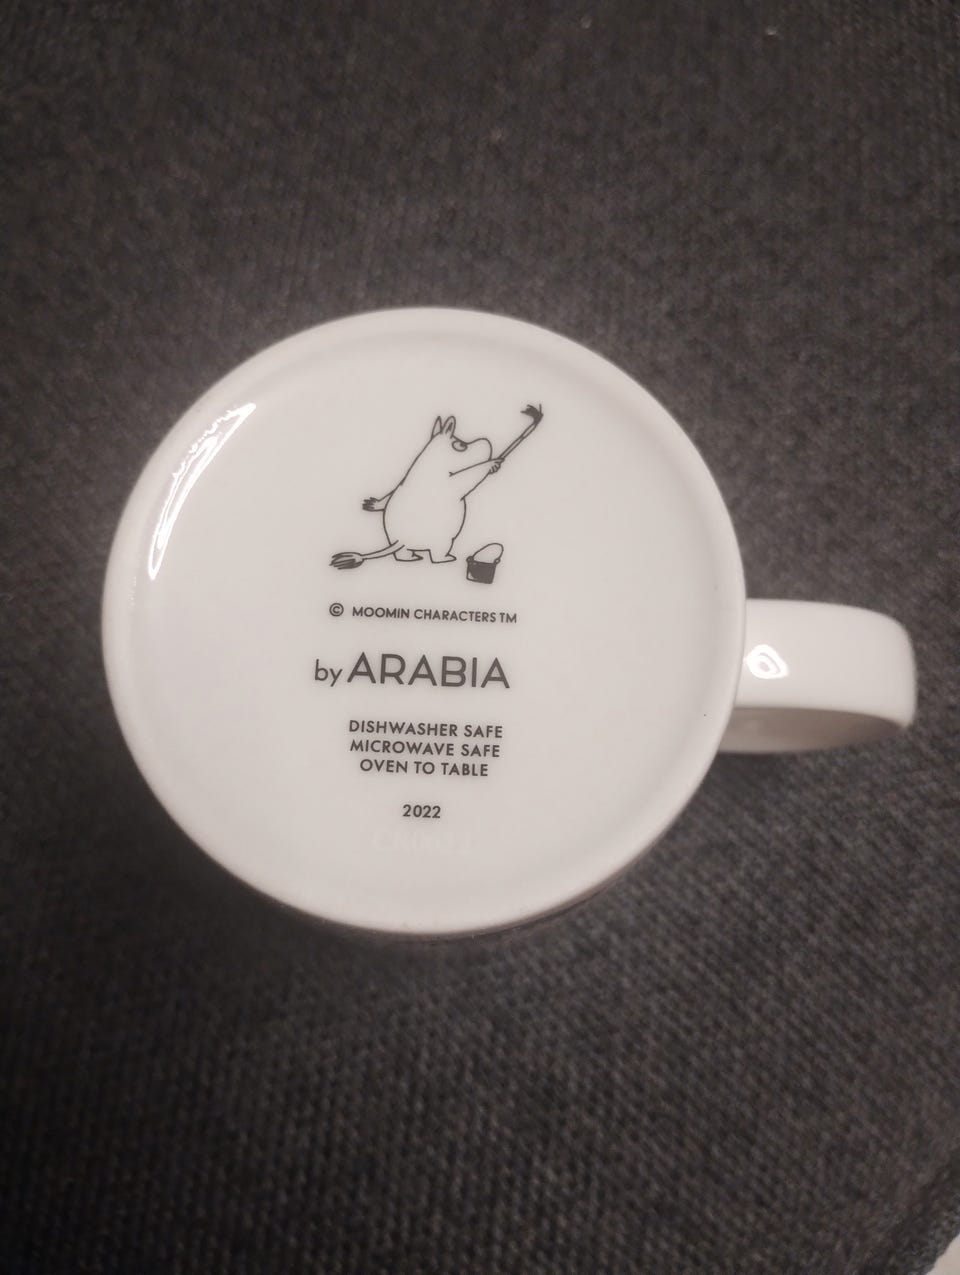 © MOOMIN CHARACTERS TM
by ARABIA
DISHWASHER SAFE
MICROWAVE SAFE
OVEN TO TABLE
2022